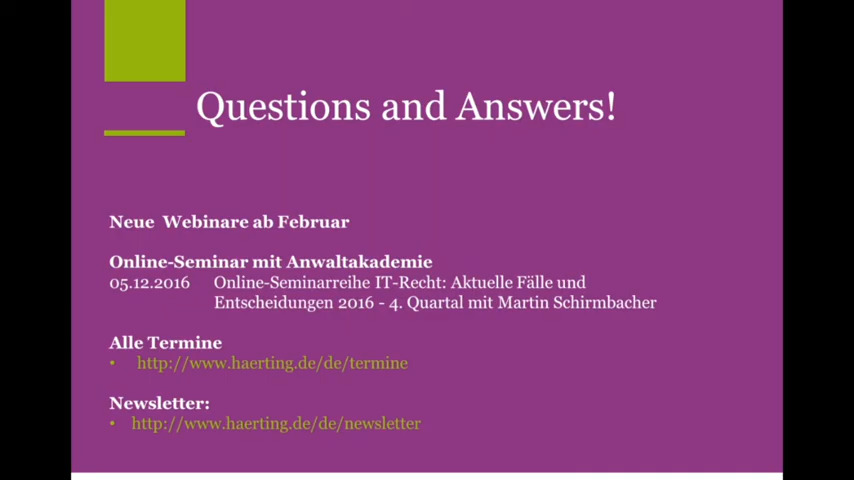 Questions and Answers!
Neue Webinare ab Februar
Online-Seminar mit Anwaltakademie
05.12.2016 Online-Seminarreihe IT-Recht: Aktuelle Fälle und
Entscheidungen 2016 - 4. Quartal mit Martin Schirmbacher
Alle Termine
• http://www.haerting.de/de/termine
Newsletter:
• http://www.haerting.de/de/newsletter